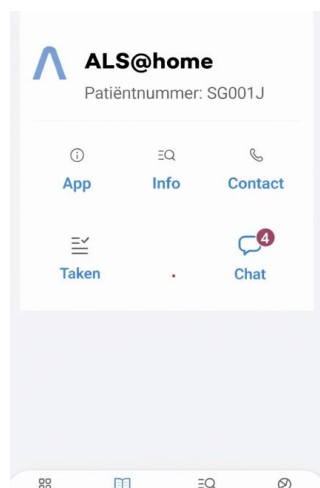 ALS@home
Patiëntnummer: SG001J
App Info Contact
4
Taken Chat